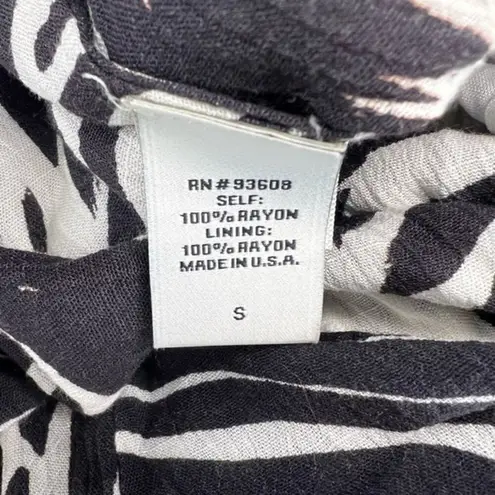 RN#93608
SELF:
100% RAYON
LINING:
100% RAYON
MADE IN U.S.A.
S